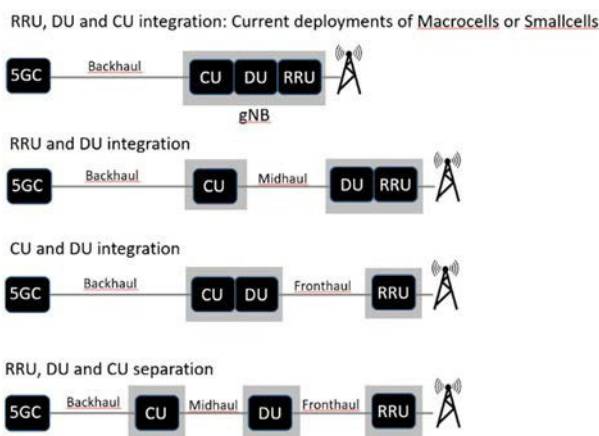 RRU, DU and CU integration: Current deployments of Macrocells or Smallcells
5GC Backhaul CU DU RRU
gNB
RRU and DU integration
5GC Backhaul CU Midhaul DU RRU
CU and DU integration
5GC Backhaul CU DU Fronthaul RRU
RRU, DU and CU separation
5GC Backhaul CU Midhaul DU Fronthaul RRU